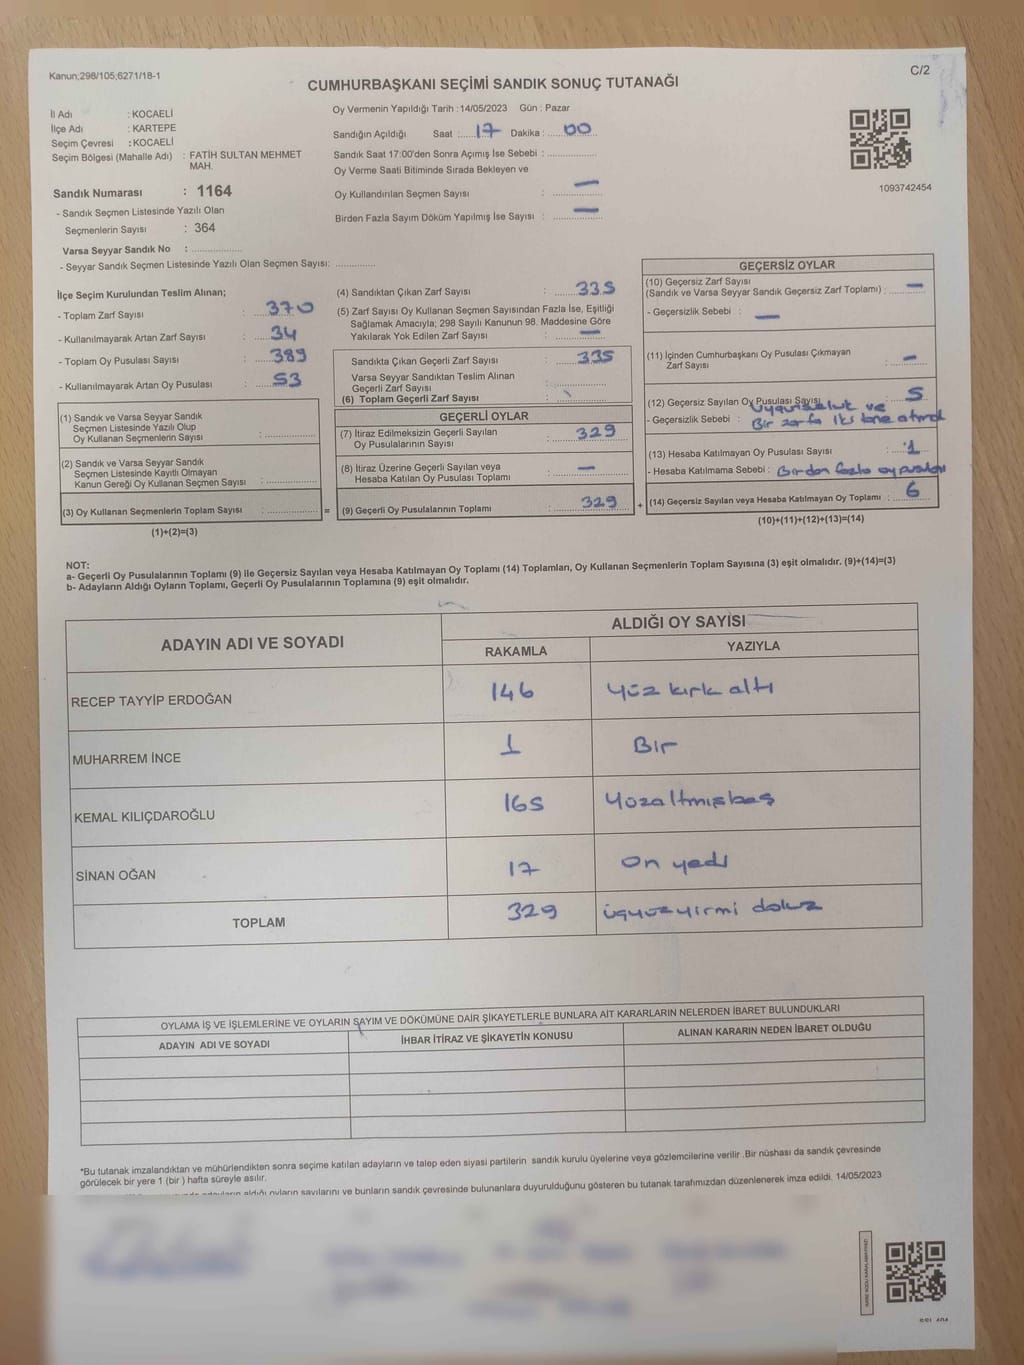 Kanun;298/105;6271/18-1
C/2
CUMHURBAŞKANI SEÇİMİ SANDIK SONUÇ TUTANAĞI
İl Adı : KOCAELİ
İlçe Adı : KARTEPE
Seçim Çevresi : KOCAELİ
Seçim Bölgesi (Mahalle Adı) : FATİH SULTAN MEHMET MAH.
Sandık Numarası : 1164
- Sandık Seçmen Listesinde Yazılı Olan
Seçmenlerin Sayısı : 364
Varsa Seyyar Sandık No : ................
- Seyyar Sandık Seçmen Listesinde Yazılı Olan Seçmen Sayısı: .............
Oy Vermenin Yapıldığı Tarih : 14/05/2023 Gün : Pazar
Sandığın Açıldığı Saat : 17 Dakika : 00
Sandık Saat 17:00'den Sonra Açımış İse Sebebi : ................
Oy Verme Saati Bitiminde Sırada Bekleyen ve
Oy Kullandırılan Seçmen Sayısı : —
Birden Fazla Sayım Döküm Yapılmış İse Sayısı : —
1093742454
İlçe Seçim Kurulundan Teslim Alınan;
- Toplam Zarf Sayısı : 370
- Kullanılmayarak Artan Zarf Sayısı : 34
- Toplam Oy Pusulası Sayısı : 389
- Kullanılmayarak Artan Oy Pusulası : 53
(1) Sandık ve Varsa Seyyar Sandık
Seçmen Listesinde Yazılı Olup
Oy Kullanan Seçmenlerin Sayısı : ................
(2) Sandık ve Varsa Seyyar Sandık
Seçmen Listesinde Kayıtlı Olmayan
Kanun Gereği Oy Kullanan Seçmen Sayısı : ................
(3) Oy Kullanan Seçmenlerin Toplam Sayısı : ................ =
(1)+(2)=(3)
(4) Sandıktan Çıkan Zarf Sayısı : 335
(5) Zarf Sayısı Oy Kullanan Seçmen Sayısından Fazla İse, Eşitliği
Sağlamak Amacıyla; 298 Sayılı Kanunun 98. Maddesine Göre
Yakılarak Yok Edilen Zarf Sayısı : —
Sandıkta Çıkan Geçerli Zarf Sayısı : 335
Varsa Seyyar Sandıktan Teslim Alınan
Geçerli Zarf Sayısı : ................
(6) Toplam Geçerli Zarf Sayısı : ................
GEÇERLİ OYLAR
(7) İtiraz Edilmeksizin Geçerli Sayılan
Oy Pusulalarının Sayısı : 329
(8) İtiraz Üzerine Geçerli Sayılan veya
Hesaba Katılan Oy Pusulası Toplamı : —
(9) Geçerli Oy Pusulalarının Toplamı : 329 +
GEÇERSİZ OYLAR
(10) Geçersiz Zarf Sayısı
(Sandık ve Varsa Seyyar Sandık Geçersiz Zarf Toplamı) : —
- Geçersizlik Sebebi : —
(11) İçinden Cumhurbaşkanı Oy Pusulası Çıkmayan
Zarf Sayısı : —
(12) Geçersiz Sayılan Oy Pusulası Sayısı : 5
- Geçersizlik Sebebi : Uygunsuzluk ve
Bir zarfa iki tane atımd
(13) Hesaba Katılmayan Oy Pusulası Sayısı : 1
- Hesaba Katılmama Sebebi : Birden fazla oy pusulası
(14) Geçersiz Sayılan veya Hesaba Katılmayan Oy Toplamı : 6
(10)+(11)+(12)+(13)=(14)
NOT:
a- Geçerli Oy Pusulalarının Toplamı (9) ile Geçersiz Sayılan veya Hesaba Katılmayan Oy Toplamı (14) Toplamları, Oy Kullanan Seçmenlerin Toplam Sayısına (3) eşit olmalıdır. (9)+(14)=(3)
b- Adayların Aldığı Oyların Toplamı, Geçerli Oy Pusulalarının Toplamına (9) eşit olmalıdır.
ADAYIN ADI VE SOYADI
ALDIĞI OY SAYISI
RAKAMLA YAZIYLA
RECEP TAYYİP ERDOĞAN 146 Yüz kırk altı
MUHARREM İNCE 1 Bir
KEMAL KILIÇDAROĞLU 165 Yüzaltmışbeş
SİNAN OĞAN 17 on yedi
TOPLAM 329 üçyüzyirmi dokuz
OYLAMA İŞ VE İŞLEMLERİNE VE OYLARIN SAYIM VE DÖKÜMÜNE DAİR ŞİKAYETLERLE BUNLARA AİT KARARLARIN NELERDEN İBARET BULUNDUKLARI
ADAYIN ADI VE SOYADI İHBAR İTİRAZ VE ŞİKAYETİN KONUSU ALINAN KARARIN NEDEN İBARET OLDUĞU
*Bu tutanak imzalandıktan ve mühürlendikten sonra seçime katılan adayların ve talep eden siyasi partilerin sandık kurulu üyelerine veya gözlemcilerine verilir .Bir nüshası da sandık çevresinde
görülecek bir yere 1 (bir ) hafta süreyle asılır.
aldığı oyların sayılarını ve bunların sandık çevresinde bulunanlara duyurulduğunu gösteren bu tutanak tarafımızdan düzenlenerek imza edildi. 14/05/2023